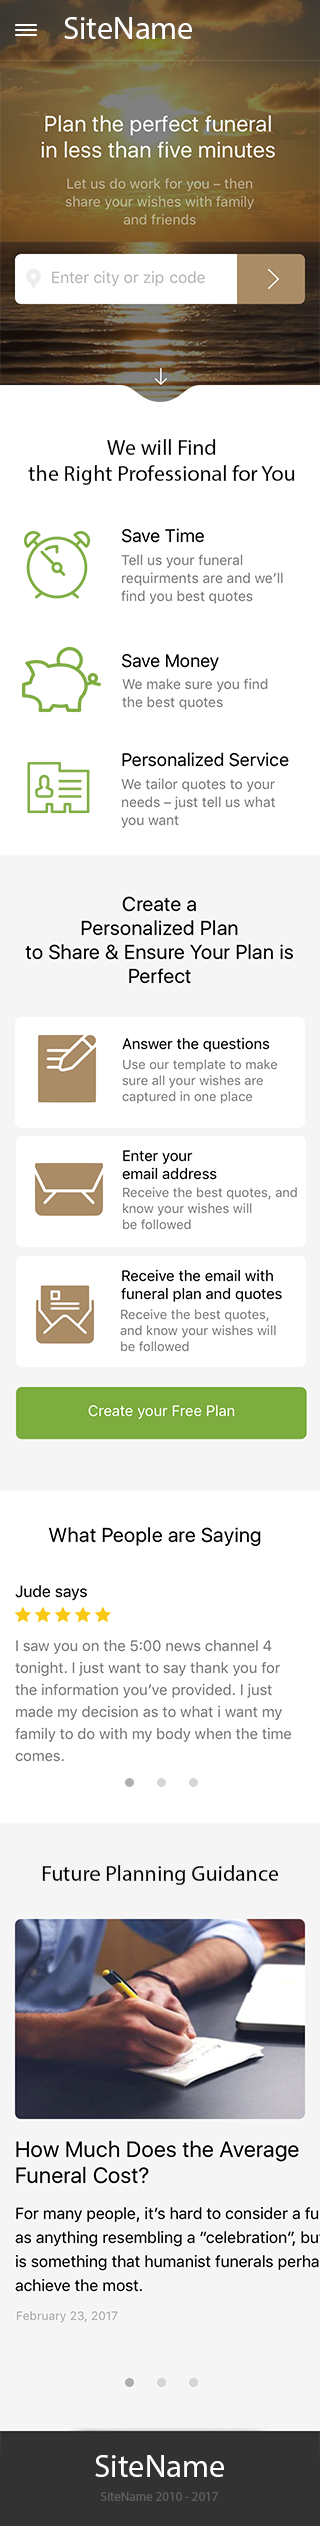 SiteName
Plan the perfect funeral
in less than five minutes
Let us do work for you – then
share your wishes with family
and friends
Enter city or zip code
We will Find
the Right Professional for You
Save Time
Tell us your funeral
requirments are and we’ll
find you best quotes
Save Money
We make sure you find
the best quotes
Personalized Service
We tailor quotes to your
needs – just tell us what
you want
Create a
Personalized Plan
to Share & Ensure Your Plan is
Perfect
Answer the questions
Use our template to make
sure all your wishes are
captured in one place
Enter your
email address
Receive the best quotes, and
know your wishes will
be followed
Receive the email with
funeral plan and quotes
Receive the best quotes,
and know your wishes will
be followed
Create your Free Plan
What People are Saying
Jude says
I saw you on the 5:00 news channel 4
tonight. I just want to say thank you for
the information you’ve provided. I just
made my decision as to what i want my
family to do with my body when the time
comes.
Future Planning Guidance
How Much Does the Average
Funeral Cost?
For many people, it’s hard to consider a fu
as anything resembling a “celebration”, bu
is something that humanist funerals perha
achieve the most.
February 23, 2017
SiteName
SiteName 2010 - 2017